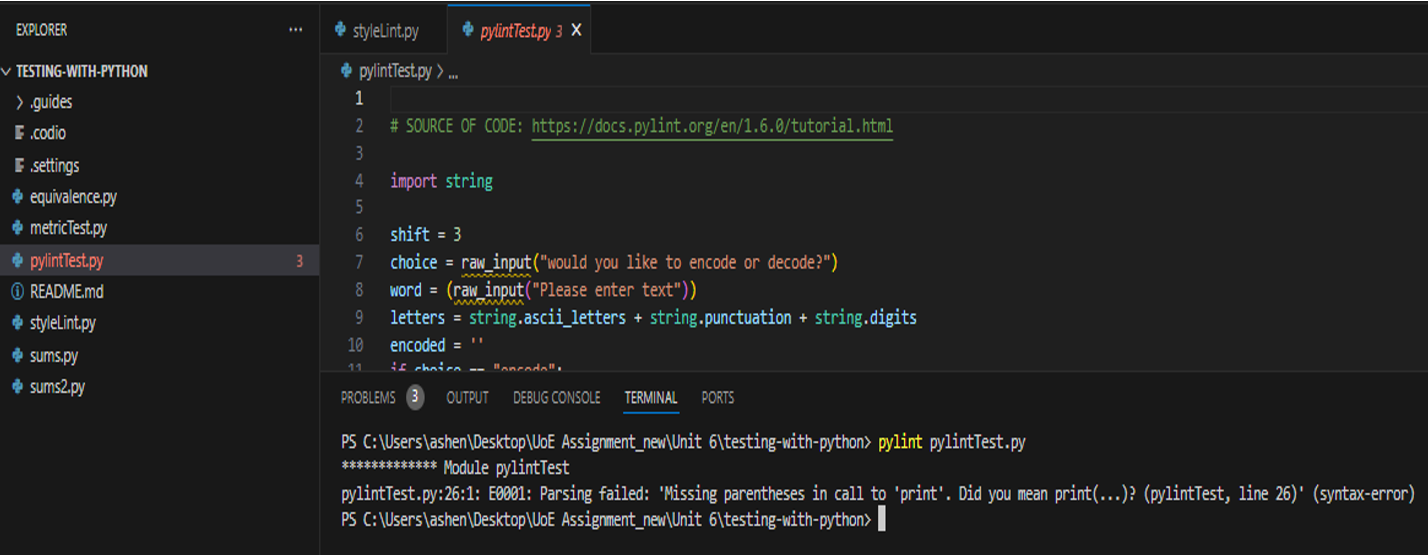 EXPLORER ...
TESTING-WITH-PYTHON
.guides
.codio
.settings
equivalence.py
metricTest.py
pylintTest.py 3
README.md
styleLint.py
sums.py
sums2.py
styleLint.py pylintTest.py 3 X
pylintTest.py > ...
1
2 # SOURCE OF CODE: https://docs.pylint.org/en/1.6.0/tutorial.html
3
4 import string
5
6 shift = 3
7 choice = raw_input("would you like to encode or decode?")
8 word = (raw_input("Please enter text"))
9 letters = string.ascii_letters + string.punctuation + string.digits
10 encoded = ''
11 if choice == "encode":
PROBLEMS 3 OUTPUT DEBUG CONSOLE TERMINAL PORTS
PS C:\Users\ashen\Desktop\UoE Assignment_new\Unit 6\testing-with-python> pylint pylintTest.py
************* Module pylintTest
pylintTest.py:26:1: E0001: Parsing failed: 'Missing parentheses in call to 'print'. Did you mean print(...)? (pylintTest, line 26)' (syntax-error)
PS C:\Users\ashen\Desktop\UoE Assignment_new\Unit 6\testing-with-python>